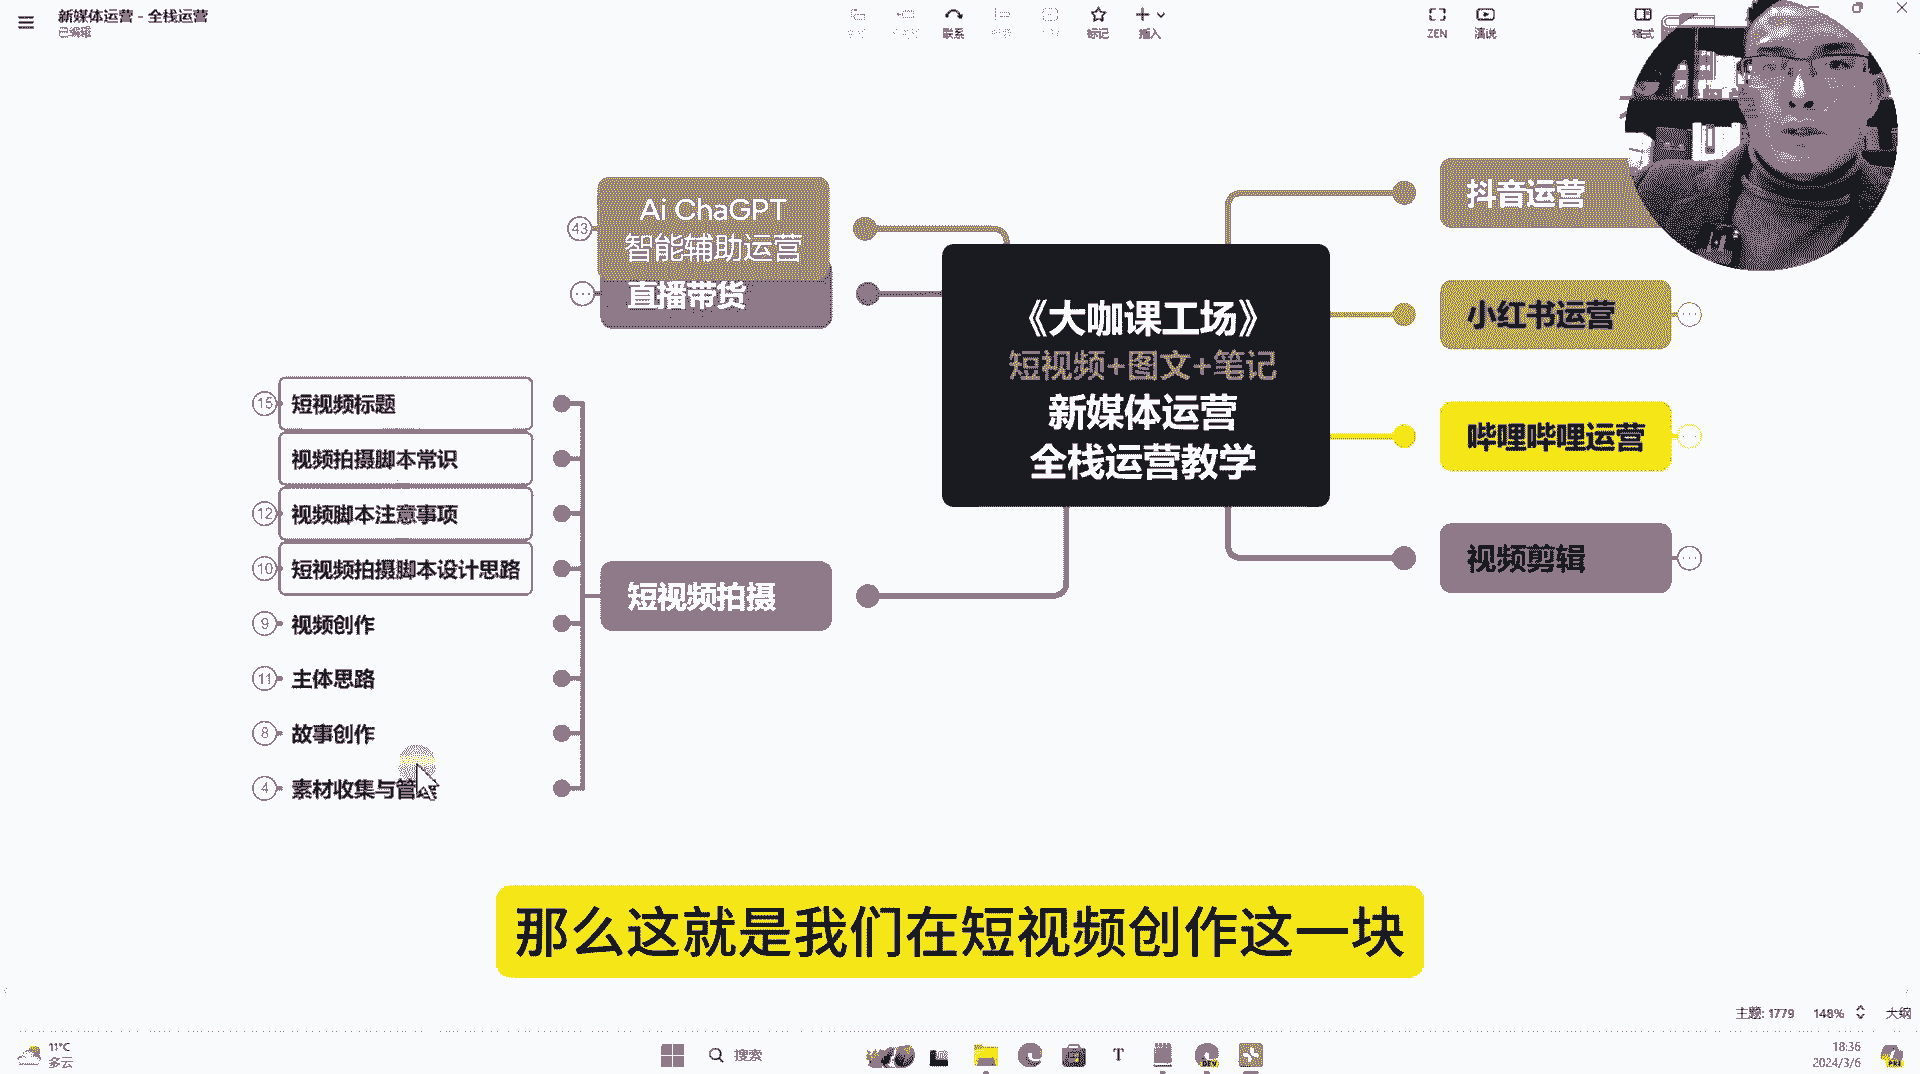 新媒体运营 - 全栈运营
已编辑
联系
标记
插入
ZEN
演说
格式
43
Ai ChaGPT
智能辅助运营
直播带货
《大咖课工场》
短视频+图文+笔记
新媒体运营
全栈运营教学
抖音运营
小红书运营
哔哩哔哩运营
视频剪辑
短视频拍摄
15
短视频标题
视频拍摄脚本常识
12
视频脚本注意事项
10
短视频拍摄脚本设计思路
9
视频创作
11
主体思路
8
故事创作
4
素材收集与管
那么这就是我们在短视频创作这一块
主题: 1779
148%
大纲
11°C
多云
搜索
T
DEV
18:36
2024/3/6